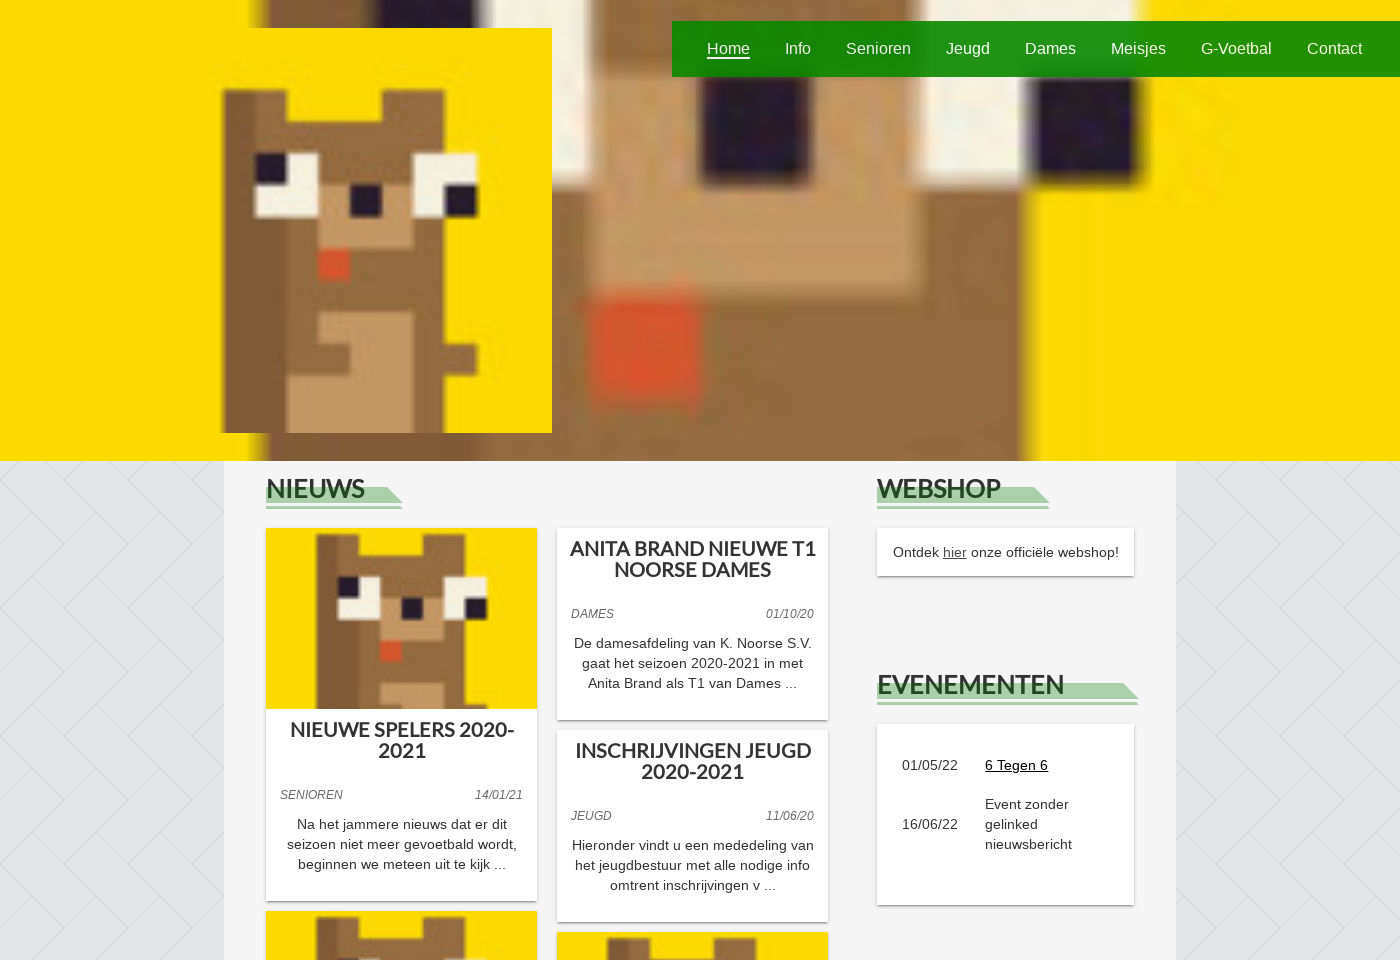 Home Info Senioren Jeugd Dames Meisjes G-Voetbal Contact
NIEUWS
NIEUWE SPELERS 2020-
2021
SENIOREN 14/01/21
Na het jammere nieuws dat er dit
seizoen niet meer gevoetbald wordt,
beginnen we meteen uit te kijk ...
ANITA BRAND NIEUWE T1
NOORSE DAMES
DAMES 01/10/20
De damesafdeling van K. Noorse S.V.
gaat het seizoen 2020-2021 in met
Anita Brand als T1 van Dames ...
INSCHRIJVINGEN JEUGD
2020-2021
JEUGD 11/06/20
Hieronder vindt u een mededeling van
het jeugdbestuur met alle nodige info
omtrent inschrijvingen v ...
WEBSHOP
Ontdek hier onze officiële webshop!
EVENEMENTEN
01/05/22 6 Tegen 6
16/06/22 Event zonder
gelinked
nieuwsbericht